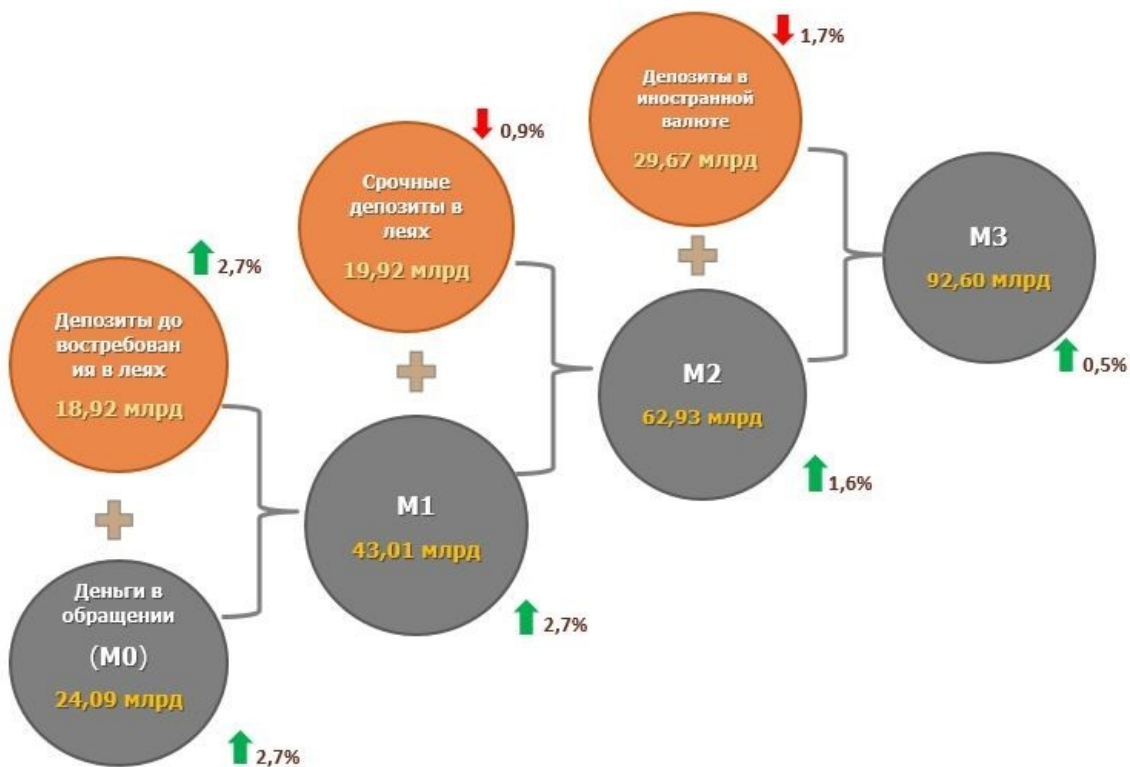 1,7%
Депозиты в
иностранной
валюте
29,67 млрд
0,9%
Срочные
депозиты в
леях
19,92 млрд
M3
92,60 млрд
0,5%
2,7%
Депозиты до
востребован
ия в леях
18,92 млрд
M2
62,93 млрд
1,6%
M1
43,01 млрд
2,7%
Деньги в
обращении
(M0)
24,09 млрд
2,7%